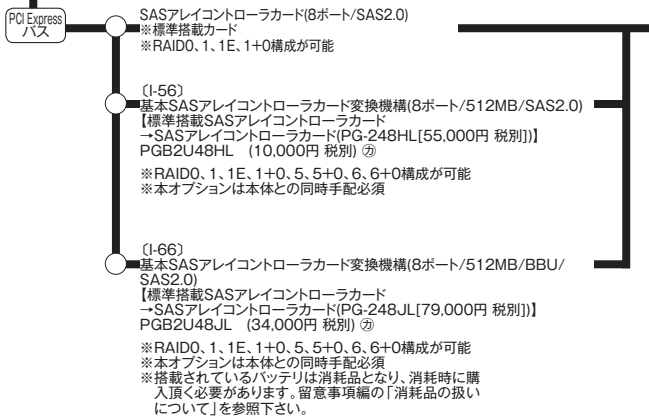 PCI Express
バス
SASアレイコントローラカード(8ポート/SAS2.0)
※標準搭載カード
※RAID0、1、1E、1+0構成が可能
〔I-56〕
基本SASアレイコントローラカード変換機構(8ポート/512MB/SAS2.0)
【標準搭載SASアレイコントローラカード
→SASアレイコントローラカード(PG-248HL[55,000円 税別])】
PGB2U48HL (10,000円 税別) ㋕
※RAID0、1、1E、1+0、5、5+0、6、6+0構成が可能
※本オプションは本体との同時手配必須
〔I-66〕
基本SASアレイコントローラカード変換機構(8ポート/512MB/BBU/
SAS2.0)
【標準搭載SASアレイコントローラカード
→SASアレイコントローラカード(PG-248JL[79,000円 税別])】
PGB2U48JL (34,000円 税別) ㋕
※RAID0、1、1E、1+0、5、5+0、6、6+0構成が可能
※本オプションは本体との同時手配必須
※搭載されているバッテリは消耗品となり、消耗時に購
入頂く必要があります。留意事項編の「消耗品の扱い
について」を参照下さい。